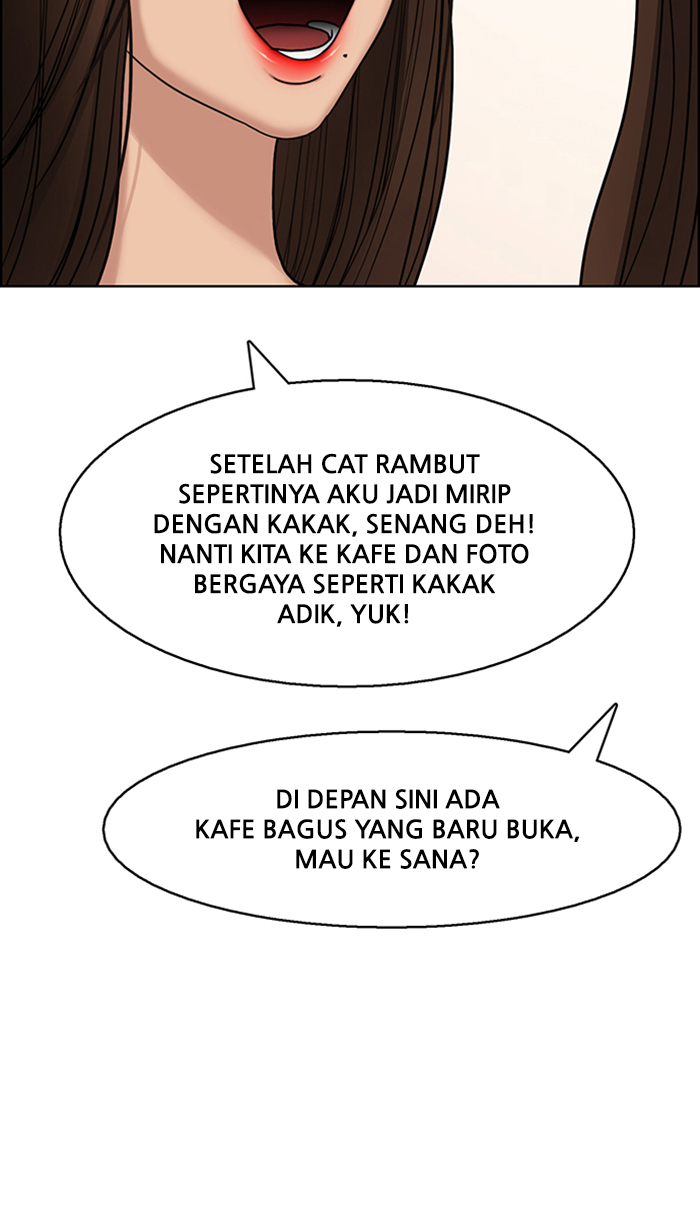 SETELAH CAT RAMBUT
SEPERTINYA AKU JADI MIRIP
DENGAN KAKAK, SENANG DEH!
NANTI KITA KE KAFE DAN FOTO
BERGAYA SEPERTI KAKAK
ADIK, YUK!
DI DEPAN SINI ADA
KAFE BAGUS YANG BARU BUKA,
MAU KE SANA?